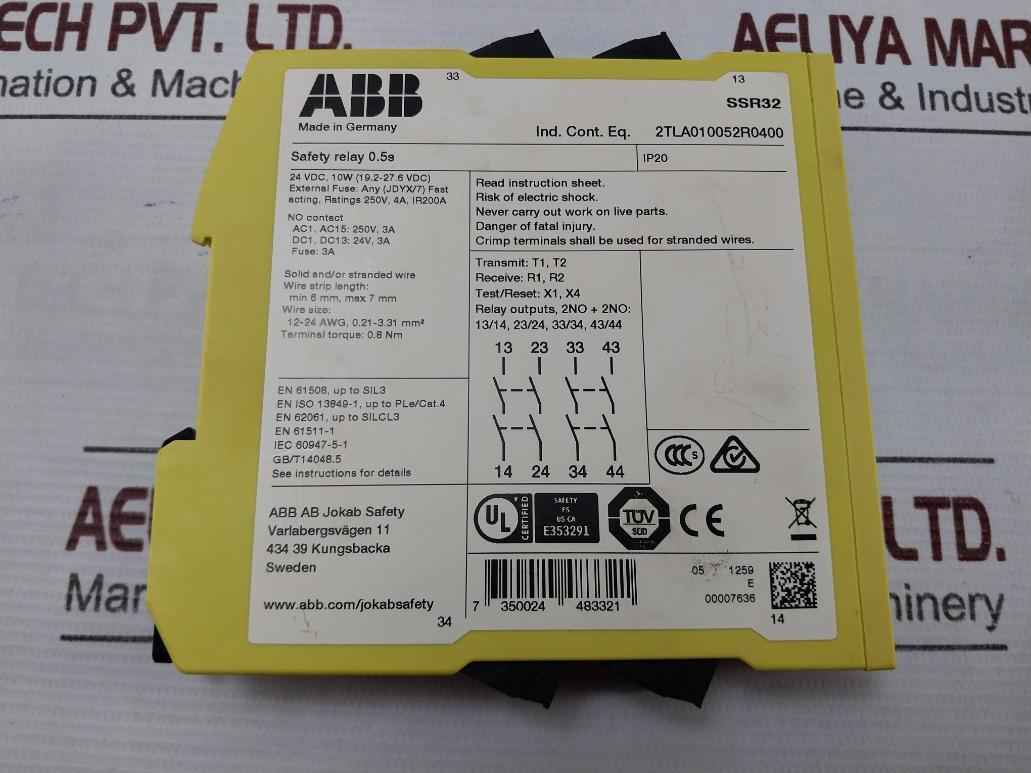 ECH PVT. LTD.
nation & Mach
AELIYA MAR
ne & Industr
33
13
ABB
Made in Germany
SSR32
Ind. Cont. Eq. 2TLA010052R0400
Safety relay 0.5s
IP20
24 VDC, 10W (19.2-27.6 VDC)
External Fuse: Any (JDYX/7) Fast
acting, Ratings 250V, 4A, IR200A
NO contact
AC1. AC15: 250V, 3A
DC1. DC13: 24V, 3A
Fuse: 3A
Solid and/or stranded wire
Wire strip length:
min 6 mm, max 7 mm
Wire size:
12-24 AWG, 0.21-3.31 mm²
Terminal torque: 0.8 Nm
Read instruction sheet.
Risk of electric shock.
Never carry out work on live parts.
Danger of fatal injury.
Crimp terminals shall be used for stranded wires.
Transmit: T1, T2
Receive: R1, R2
Test/Reset: X1, X4
Relay outputs, 2NO + 2NO:
13/14, 23/24, 33/34, 43/44
13 23 33 43
14 24 34 44
EN 61508, up to SIL3
EN ISO 13849-1, up to PLe/Cat.4
EN 62061, up to SILCL3
EN 61511-1
IEC 60947-5-1
GB/T14048.5
See instructions for details
CCC S
UL
CERTIFIED
SAFETY
FS
US CA
E353291
TÜV
SÜD
CE
ABB AB Jokab Safety
Varlabergsvägen 11
434 39 Kungsbacka
Sweden
www.abb.com/jokabsafety
7 350024 483321
05 1259
E
00007636
34
14
AEL
Mar
LTD.
hinery